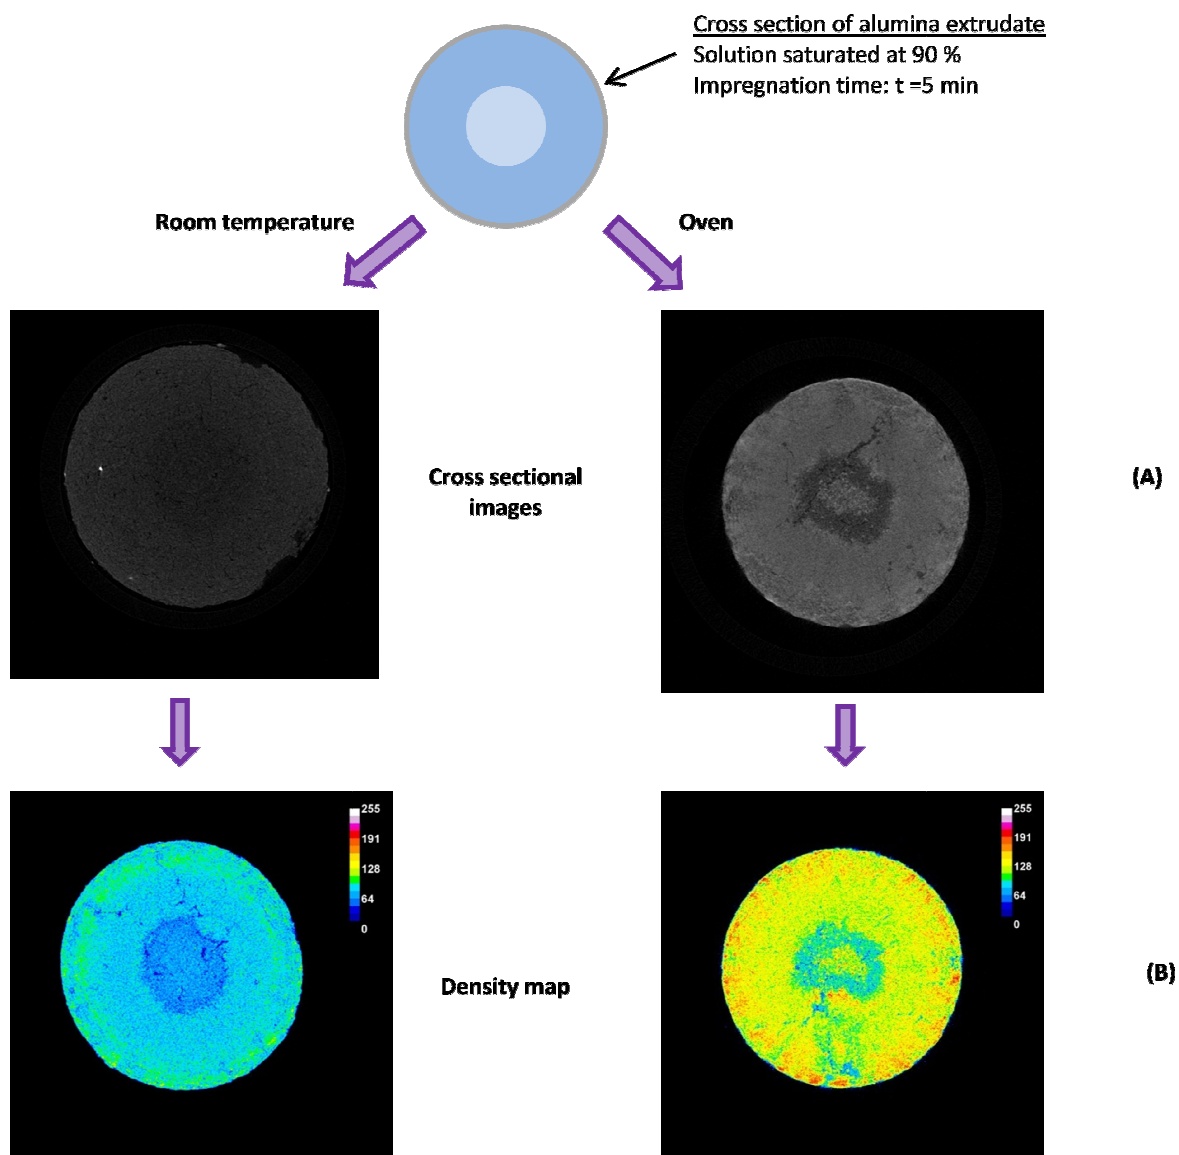 Cross section of alumina extrudate
Solution saturated at 90 %
Impregnation time: t =5 min
Room temperature
Oven
Cross sectional
images
(A)
255
191
128
64
0
255
191
128
64
0
Density map
(B)